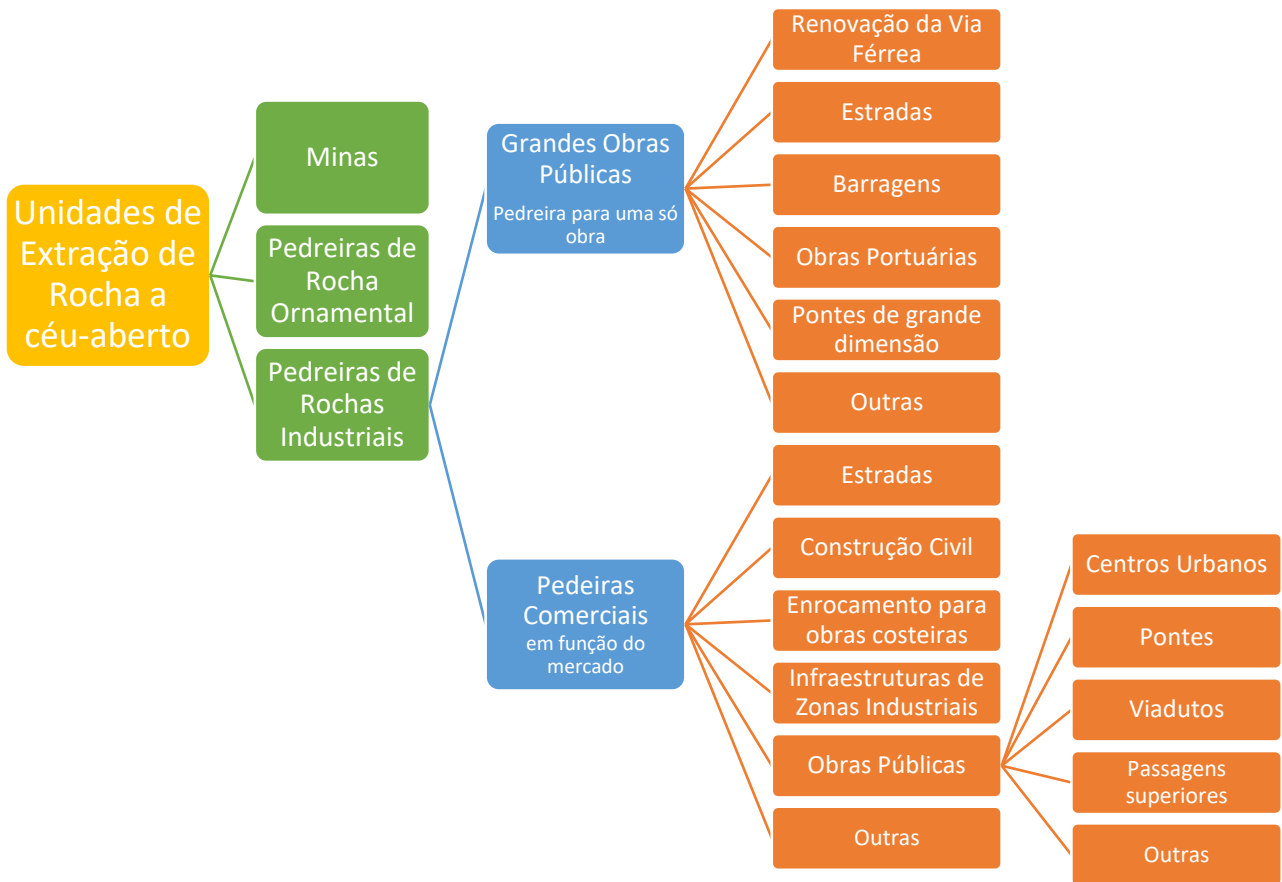 Unidades de
Extração de
Rocha a
céu-aberto
Minas
Pedreiras de
Rocha
Ornamental
Pedreiras de
Rochas
Industriais
Grandes Obras
Públicas
Pedreira para uma só
obra
Renovação da Via
Férrea
Estradas
Barragens
Obras Portuárias
Pontes de grande
dimensão
Outras
Pedeiras
Comerciais
em função do
mercado
Estradas
Construção Civil
Enrocamento para
obras costeiras
Infraestruturas de
Zonas Industriais
Obras Públicas
Outras
Centros Urbanos
Pontes
Viadutos
Passagens
superiores
Outras